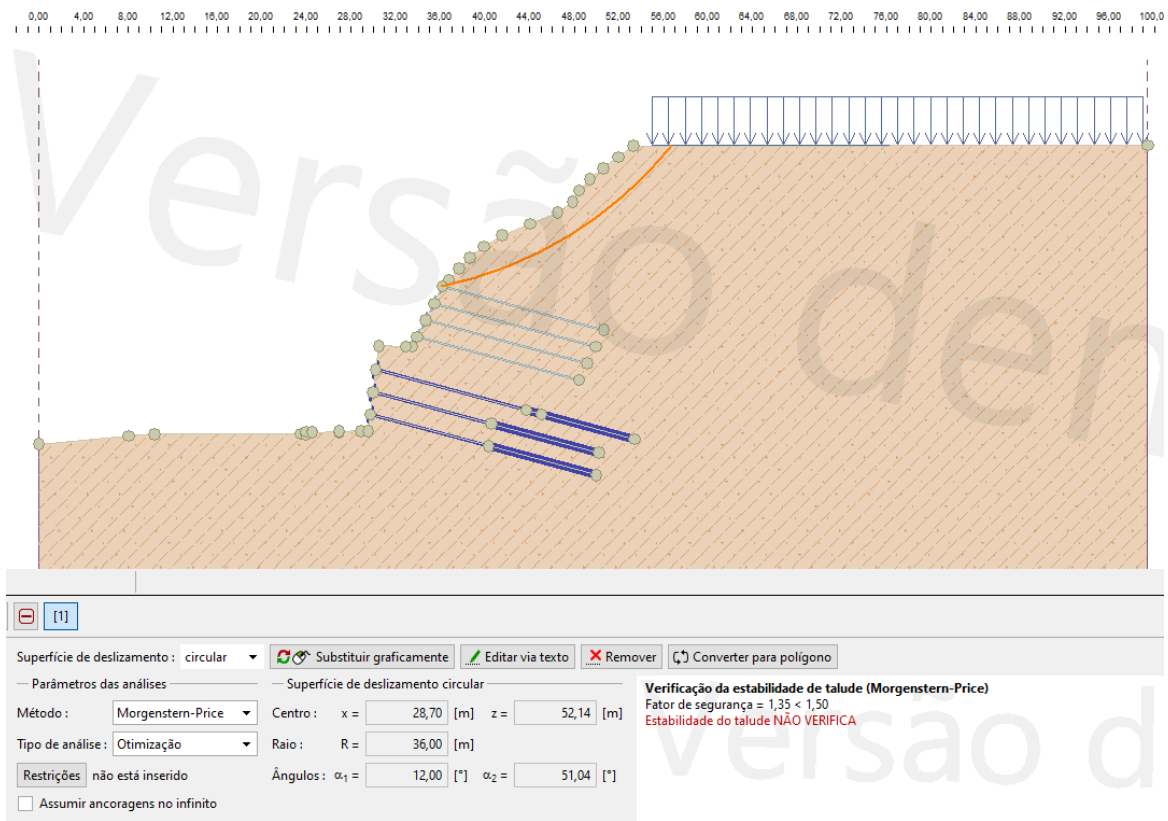 0,00 4,00 8,00 12,00 16,00 20,00 24,00 28,00 32,00 36,00 40,00 44,00 48,00 52,00 56,00 60,00 64,00 68,00 72,00 76,00 80,00 84,00 88,00 92,00 96,00 100,0
Versão dem
[1]
Superfície de deslizamento : circular Substituir graficamente Editar via texto Remover Converter para polígono
Parâmetros das análises Superfície de deslizamento circular
Método : Morgenstern-Price Centro : x = 28,70 [m] z = 52,14 [m]
Tipo de análise : Otimização Raio : R = 36,00 [m]
Restrições não está inserido Ângulos : α1 = 12,00 [°] α2 = 51,04 [°]
Assumir ancoragens no infinito
Verificação da estabilidade de talude (Morgenstern-Price)
Fator de segurança = 1,35 < 1,50
Estabilidade do talude NÃO VERIFICA
Versão d